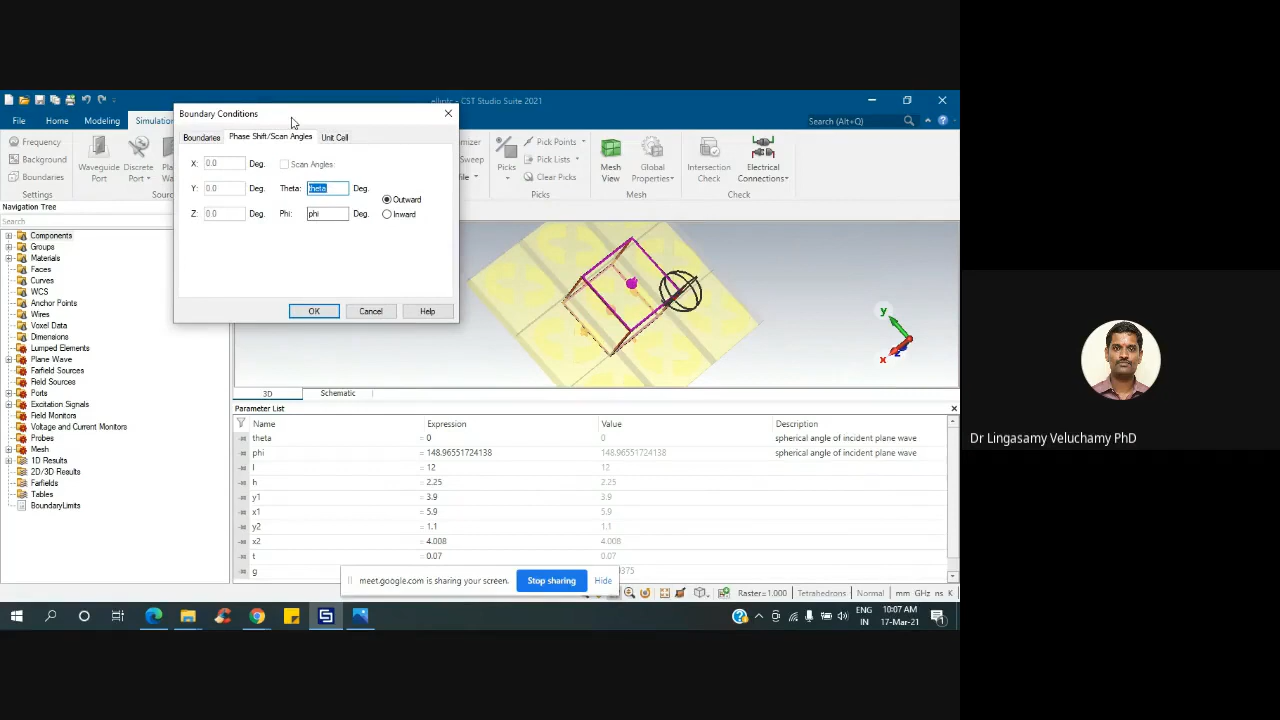 elliptc - CST Studio Suite 2021
File
Home
Modeling
Simulation
Search (Alt+Q)
Boundary Conditions
Boundaries
Phase Shift/Scan Angles
Unit Cell
X: 0.0 Deg.
Scan Angles
Y: 0.0 Deg.
Theta: theta Deg.
Z: 0.0 Deg.
Phi: phi Deg.
Outward
Inward
OK
Cancel
Help
Frequency
Background
Boundaries
Settings
Waveguide Port
Discrete Port
Picks
Pick Points
Pick Lists
Clear Picks
Picks
Mesh View
Global Properties
Mesh
Intersection Check
Electrical Connections
Check
Navigation Tree
Search
Components
Groups
Materials
Faces
Curves
WCS
Anchor Points
Wires
Voxel Data
Dimensions
Lumped Elements
Plane Wave
Farfield Sources
Field Sources
Ports
Excitation Signals
Field Monitors
Voltage and Current Monitors
Probes
Mesh
1D Results
2D/3D Results
Farfields
Tables
BoundaryLimits
y
x
z
3D
Schematic
Parameter List
Name Expression Value Description
theta = 0 0 spherical angle of incident plane wave
phi = 148.96551724138 148.96551724138 spherical angle of incident plane wave
l = 12 12
h = 2.25 2.25
y1 = 3.9 3.9
x1 = 5.9 5.9
y2 = 1.1 1.1
x2 = 4.008 4.008
t = 0.07 0.07
g
meet.google.com is sharing your screen.
Stop sharing
Hide
Raster=1.000
Tetrahedrons
Normal
mm GHz ns K
ENG
IN
10:07 AM
17-Mar-21
Dr Lingasamy Veluchamy PhD